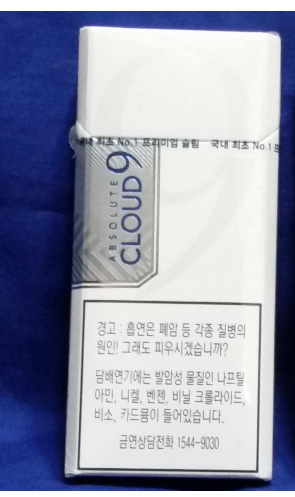 국내 최초 No.1 프리미엄 슬림 국내 최초 No.1
ABSOLUTE
CLOUD 9
경고 : 흡연은 폐암 등 각종 질병의
원인! 그래도 피우시겠습니까?
담배연기에는 발암성 물질인 나프틸
아민, 니켈, 벤젠, 비닐 크롤라이드,
비소, 카드뮴이 들어있습니다.
금연상담전화 1544-9030